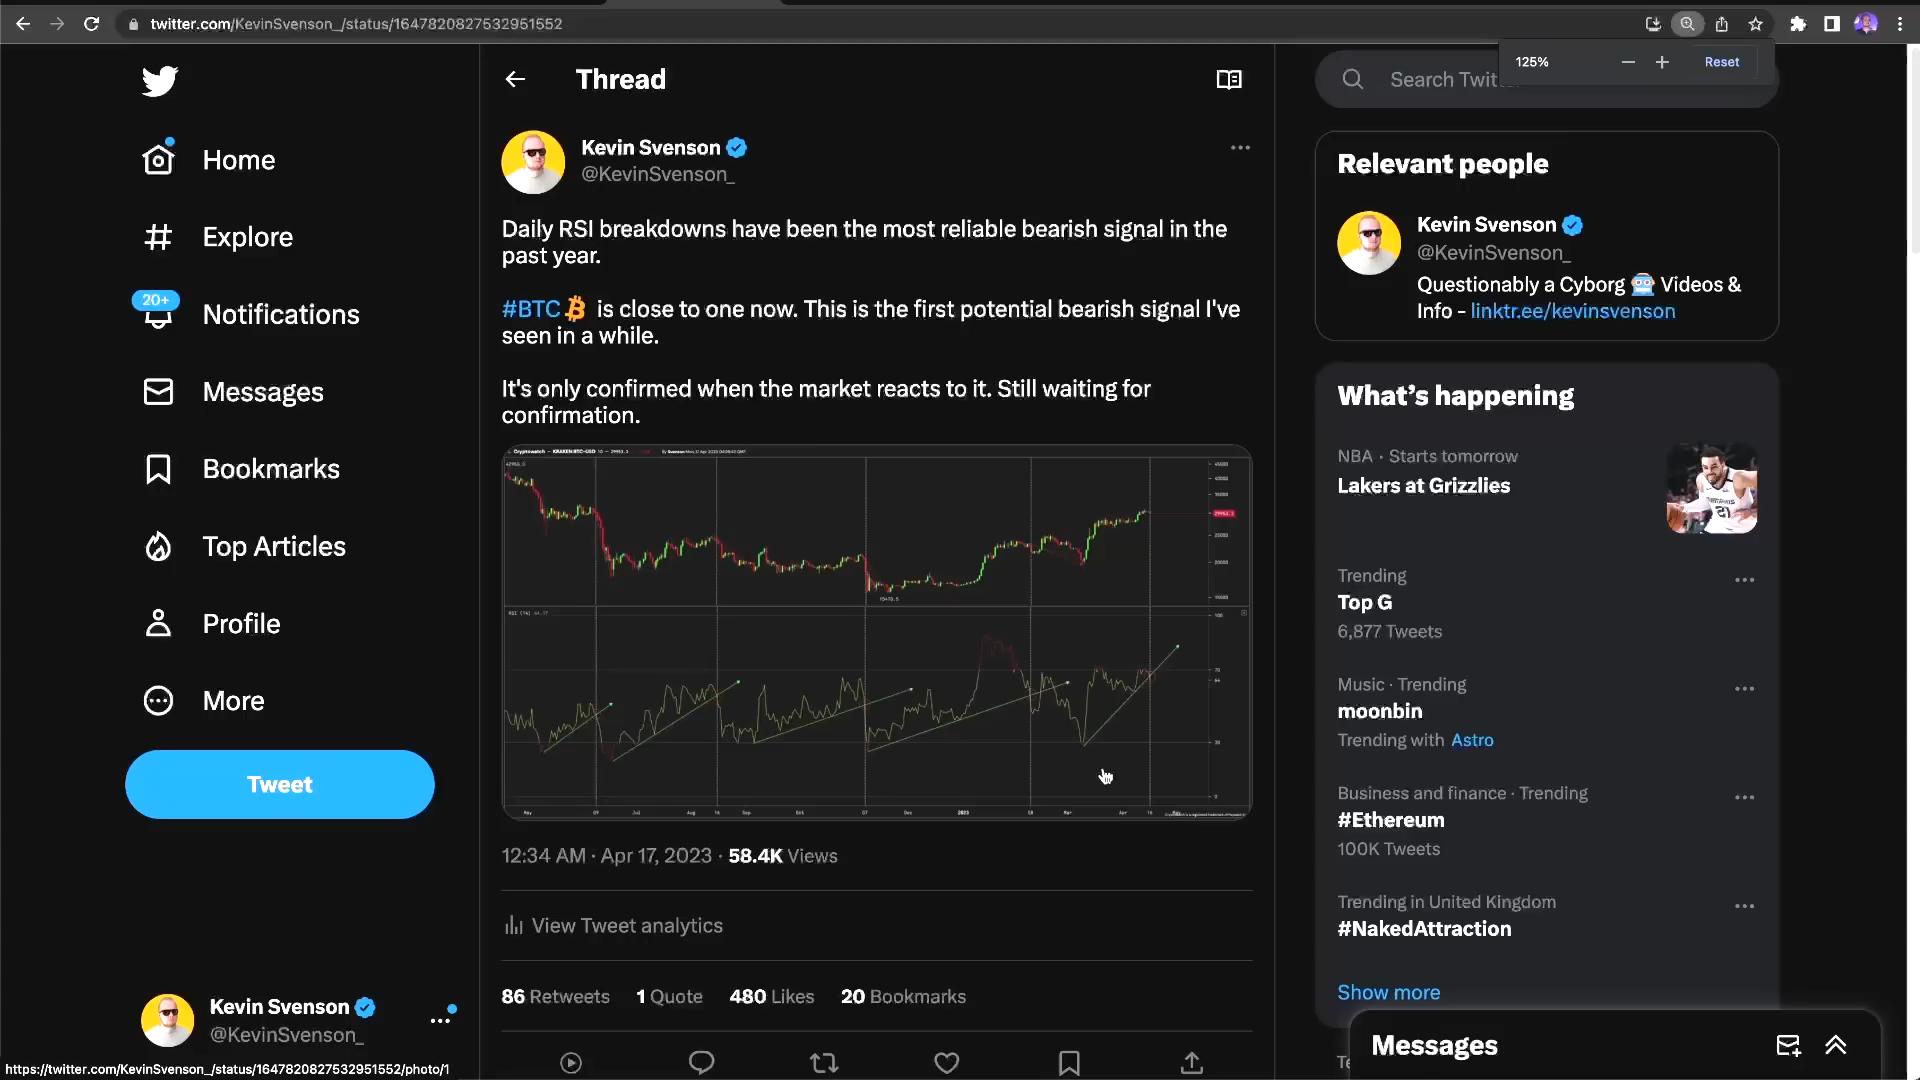 twitter.com/KevinSvenson_/status/1647820827532951552
125%
Reset
Home
Explore
20+
Notifications
Messages
Bookmarks
Top Articles
Profile
More
Tweet
Kevin Svenson
@KevinSvenson_
https://twitter.com/KevinSvenson_/status/1647820827532951552/photo/1
Thread
Kevin Svenson
@KevinSvenson_
Daily RSI breakdowns have been the most reliable bearish signal in the
past year.
#BTC is close to one now. This is the first potential bearish signal I've
seen in a while.
It's only confirmed when the market reacts to it. Still waiting for
confirmation.
12:34 AM · Apr 17, 2023 · 58.4K Views
View Tweet analytics
86 Retweets 1 Quote 480 Likes 20 Bookmarks
Search Twit
Relevant people
Kevin Svenson
@KevinSvenson_
Questionably a Cyborg 🤖 Videos &
Info - linktr.ee/kevinsvenson
What's happening
NBA · Starts tomorrow
Lakers at Grizzlies
Trending
Top G
6,877 Tweets
Music · Trending
moonbin
Trending with Astro
Business and finance · Trending
#Ethereum
100K Tweets
Trending in United Kingdom
#NakedAttraction
Show more
Messages